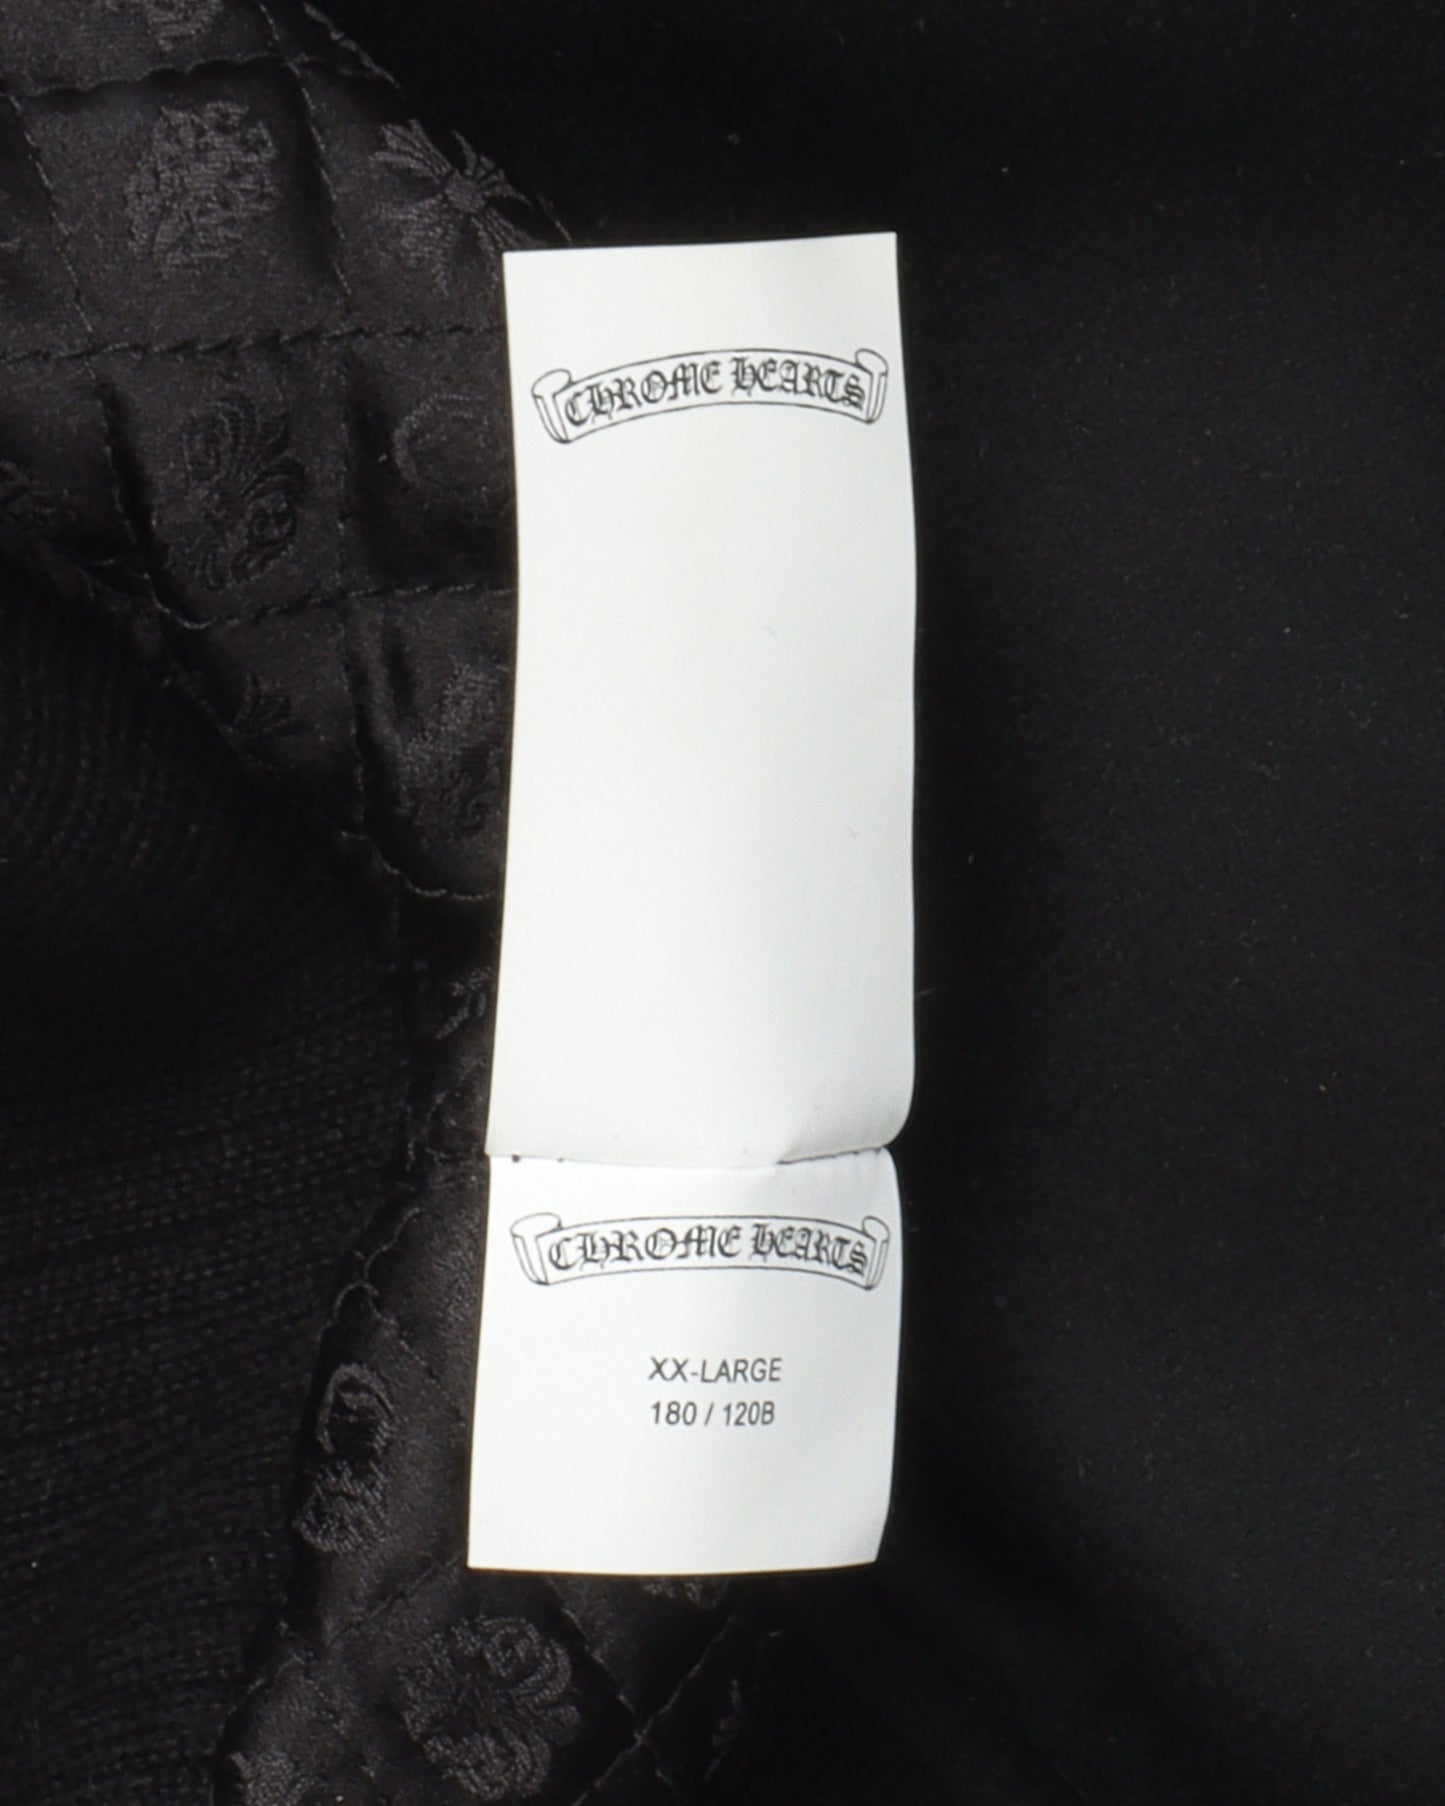 CHROME HEARTS
CHROME HEARTS
XX-LARGE
180 / 120B